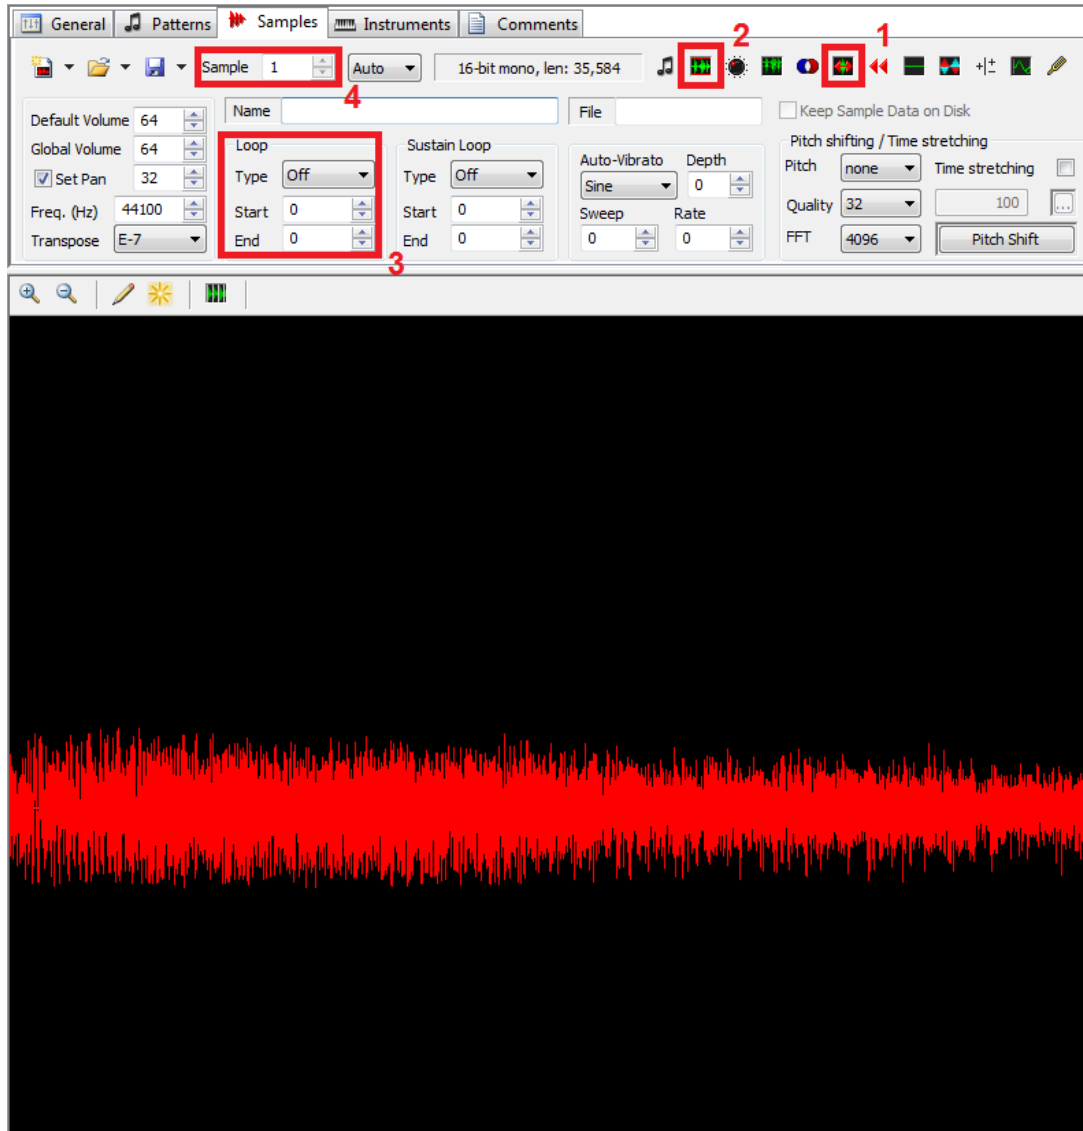 General Patterns Samples Instruments Comments
1
2
Sample 1 Auto 16-bit mono, len: 35,584
4
Default Volume 64
Global Volume 64
Set Pan 32
Freq. (Hz) 44100
Transpose E-7
Name
Loop
Type Off
Start 0
End 0
3
Sustain Loop
Type Off
Start 0
End 0
File
Auto-Vibrato Depth
Sine 0
Sweep Rate
0 0
Keep Sample Data on Disk
Pitch shifting / Time stretching
Pitch none Time stretching
Quality 32 100 ...
FFT 4096 Pitch Shift